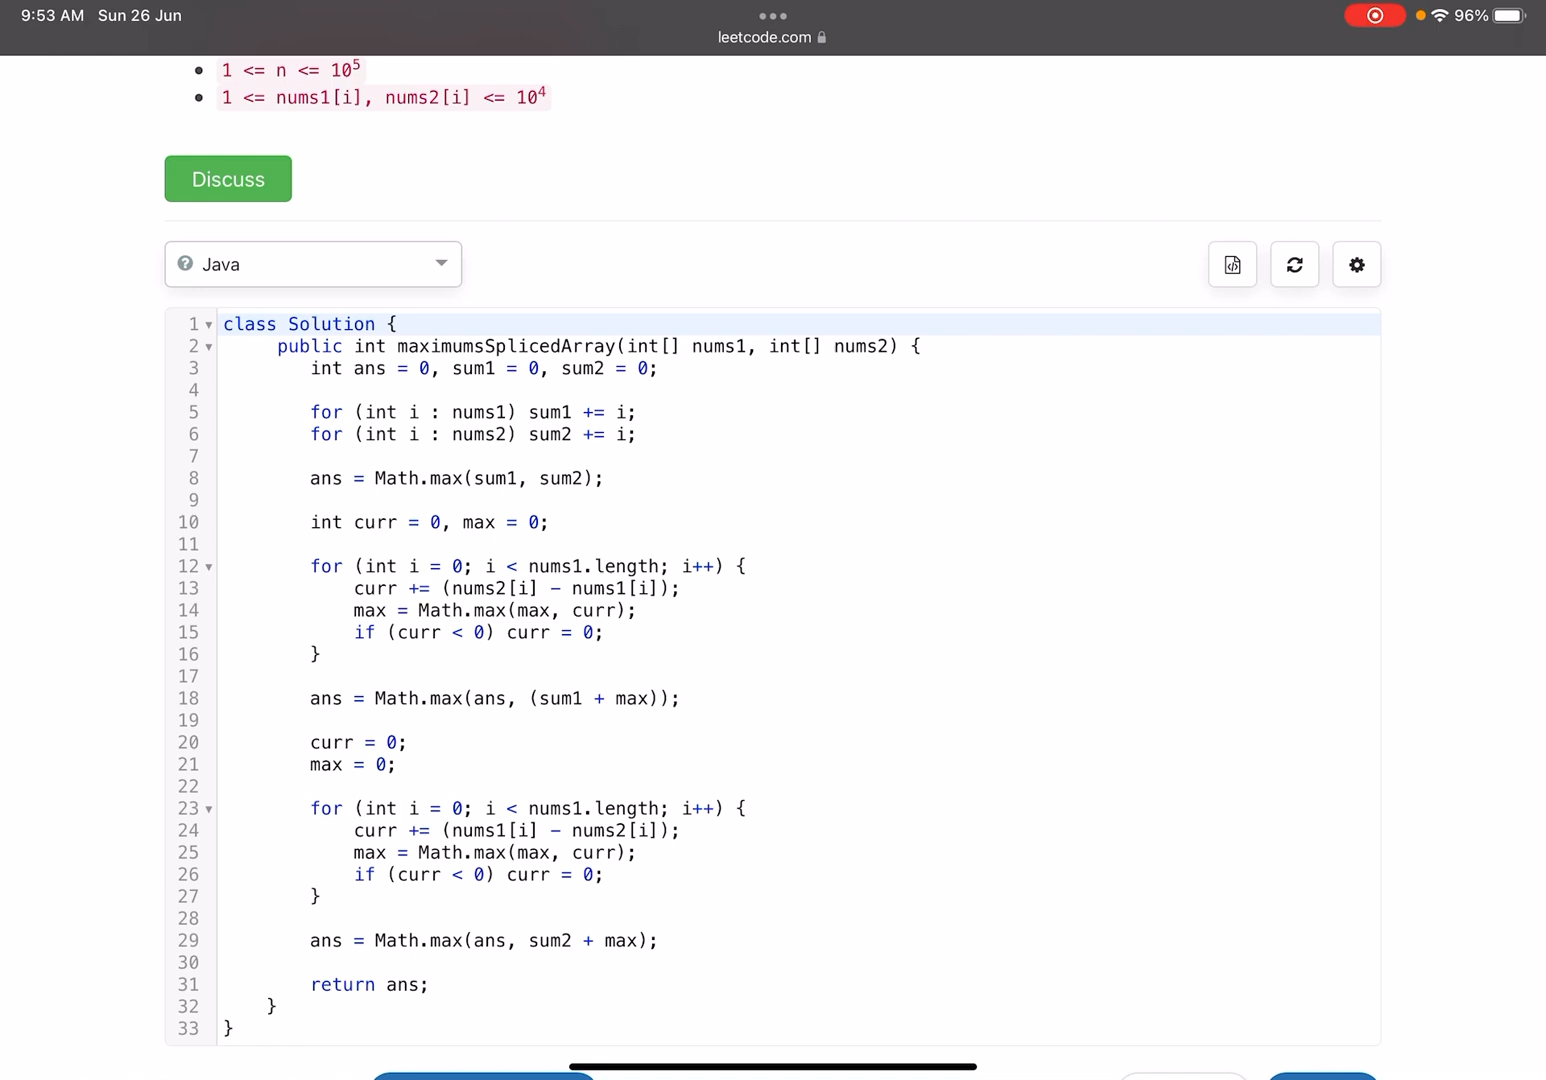 9:53 AM Sun 26 Jun
96%
leetcode.com
1 <= n <= 10⁵
1 <= nums1[i], nums2[i] <= 10⁴
Discuss
Java
1 class Solution {
2 public int maximumsSplicedArray(int[] nums1, int[] nums2) {
3 int ans = 0, sum1 = 0, sum2 = 0;
4
5 for (int i : nums1) sum1 += i;
6 for (int i : nums2) sum2 += i;
7
8 ans = Math.max(sum1, sum2);
9
10 int curr = 0, max = 0;
11
12 for (int i = 0; i < nums1.length; i++) {
13 curr += (nums2[i] - nums1[i]);
14 max = Math.max(max, curr);
15 if (curr < 0) curr = 0;
16 }
17
18 ans = Math.max(ans, (sum1 + max));
19
20 curr = 0;
21 max = 0;
22
23 for (int i = 0; i < nums1.length; i++) {
24 curr += (nums1[i] - nums2[i]);
25 max = Math.max(max, curr);
26 if (curr < 0) curr = 0;
27 }
28
29 ans = Math.max(ans, sum2 + max);
30
31 return ans;
32 }
33 }